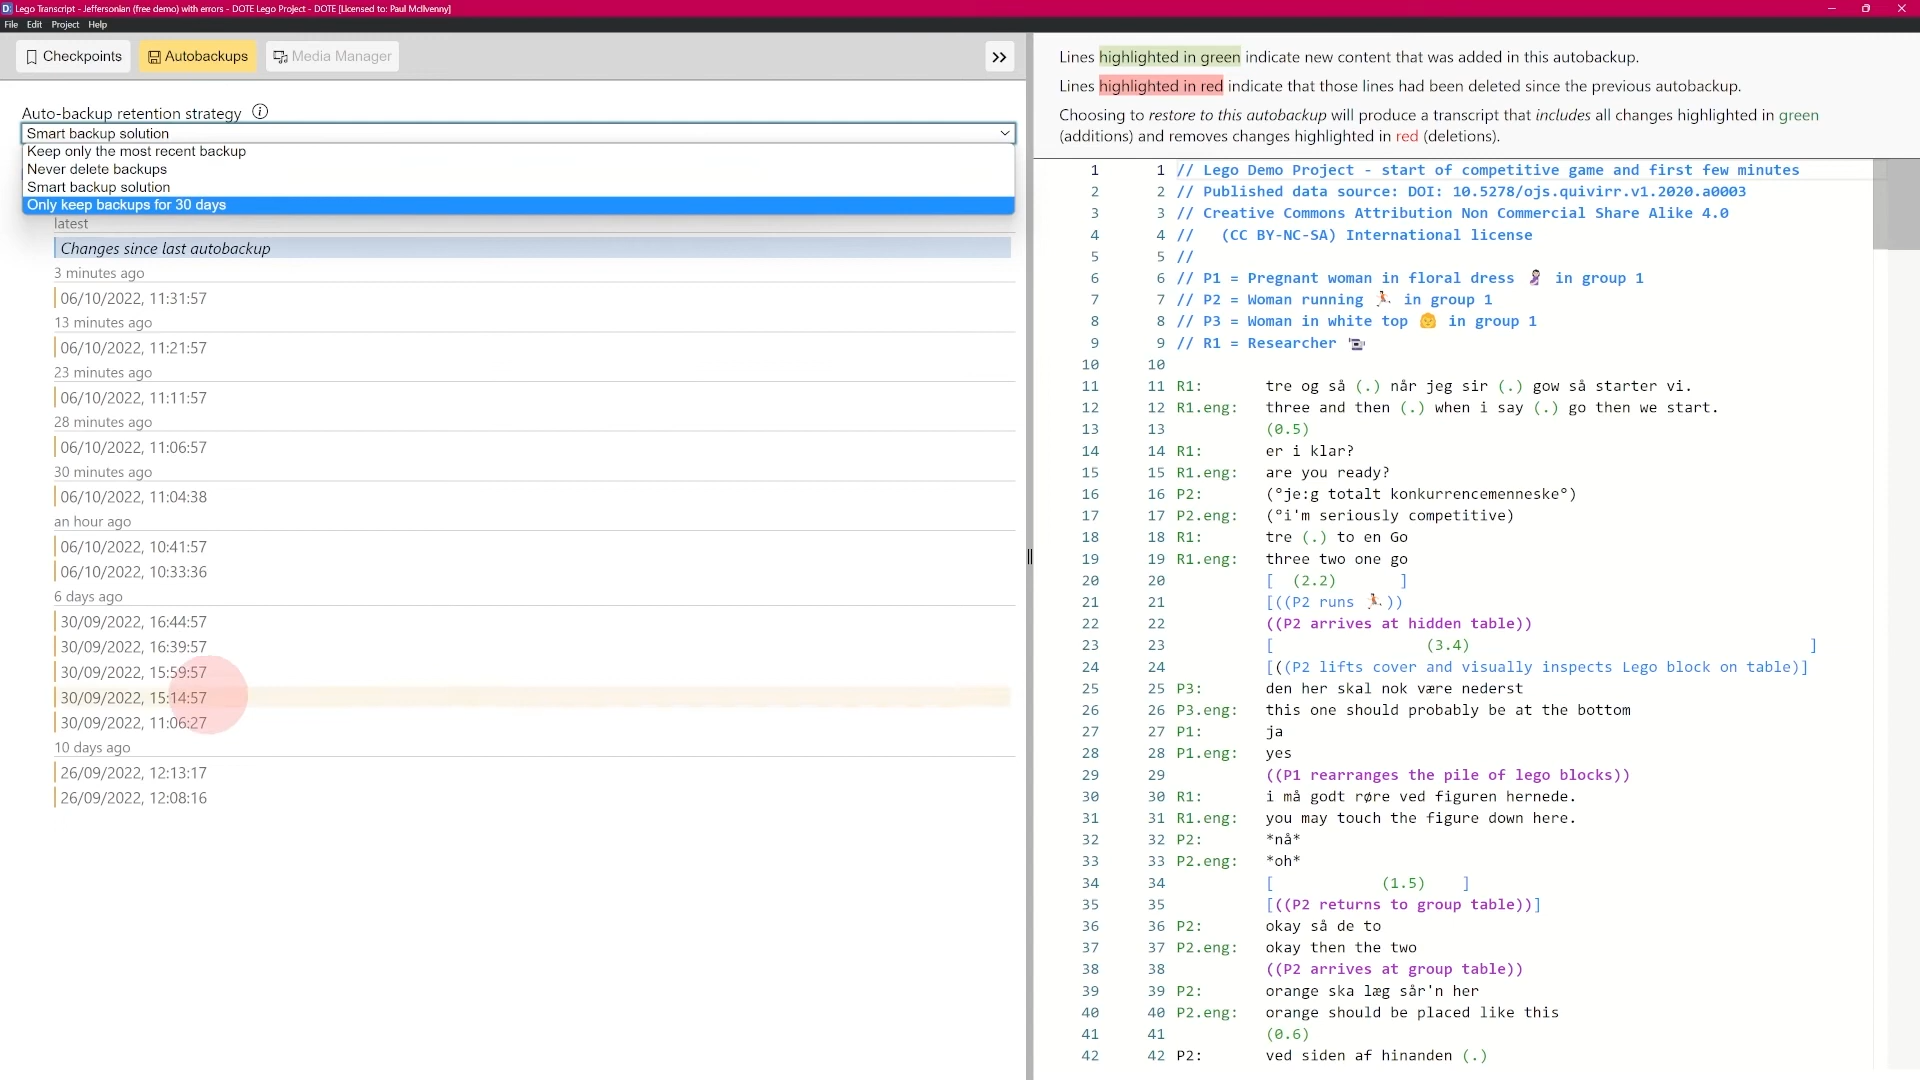 Lego Transcript - Jeffersonian (free demo) with errors - DOTE Lego Project - DOTE [Licensed to: Paul McIlvenny]
File Edit Project Help
Checkpoints Autobackups Media Manager
Auto-backup retention strategy
Smart backup solution
Keep only the most recent backup
Never delete backups
Smart backup solution
Only keep backups for 30 days
latest
Changes since last autobackup
3 minutes ago
06/10/2022, 11:31:57
13 minutes ago
06/10/2022, 11:21:57
23 minutes ago
06/10/2022, 11:11:57
28 minutes ago
06/10/2022, 11:06:57
30 minutes ago
06/10/2022, 11:04:38
an hour ago
06/10/2022, 10:41:57
06/10/2022, 10:33:36
6 days ago
30/09/2022, 16:44:57
30/09/2022, 16:39:57
30/09/2022, 15:59:57
30/09/2022, 15:14:57
30/09/2022, 11:06:27
10 days ago
26/09/2022, 12:13:17
26/09/2022, 12:08:16
Lines highlighted in green indicate new content that was added in this autobackup.
Lines highlighted in red indicate that those lines had been deleted since the previous autobackup.
Choosing to restore to this autobackup will produce a transcript that includes all changes highlighted in green
(additions) and removes changes highlighted in red (deletions).
1 1 // Lego Demo Project - start of competitive game and first few minutes
2 2 // Published data source: DOI: 10.5278/ojs.quivirr.v1.2020.a0003
3 3 // Creative Commons Attribution Non Commercial Share Alike 4.0
4 4 // (CC BY-NC-SA) International license
5 5 //
6 6 // P1 = Pregnant woman in floral dress 🤰 in group 1
7 7 // P2 = Woman running 🏃 in group 1
8 8 // P3 = Woman in white top 👵 in group 1
9 9 // R1 = Researcher 📹
10 10
11 11 R1: tre og så (.) når jeg sir (.) gow så starter vi.
12 12 R1.eng: three and then (.) when i say (.) go then we start.
13 13 (0.5)
14 14 R1: er i klar?
15 15 R1.eng: are you ready?
16 16 P2: (°je:g totalt konkurrencemenneske°)
17 17 P2.eng: (°i'm seriously competitive)
18 18 R1: tre (.) to en Go
19 19 R1.eng: three two one go
20 20 [ (2.2) ]
21 21 [((P2 runs 🏃))
22 22 ((P2 arrives at hidden table))
23 23 [ (3.4) ]
24 24 [((P2 lifts cover and visually inspects Lego block on table)]
25 25 P3: den her skal nok være nederst
26 26 P3.eng: this one should probably be at the bottom
27 27 P1: ja
28 28 P1.eng: yes
29 29 ((P1 rearranges the pile of lego blocks))
30 30 R1: i må godt røre ved figuren hernede.
31 31 R1.eng: you may touch the figure down here.
32 32 P2: *nå*
33 33 P2.eng: *oh*
34 34 [ (1.5) ]
35 35 [((P2 returns to group table))]
36 36 P2: okay så de to
37 37 P2.eng: okay then the two
38 38 ((P2 arrives at group table))
39 39 P2: orange ska læg sår'n her
40 40 P2.eng: orange should be placed like this
41 41 (0.6)
42 42 P2: ved siden af hinanden (.)